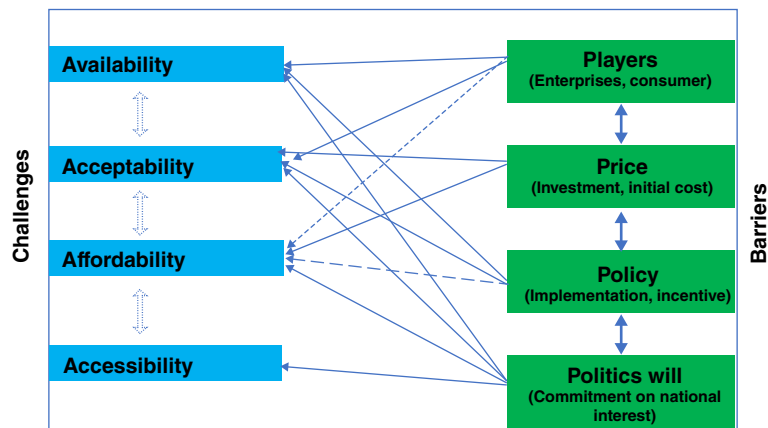 Challenges
Availability
Acceptability
Affordability
Accessibility
Players
(Enterprises, consumer)
Price
(Investment, initial cost)
Policy
(Implementation, incentive)
Politics will
(Commitment on national
interest)
Barriers